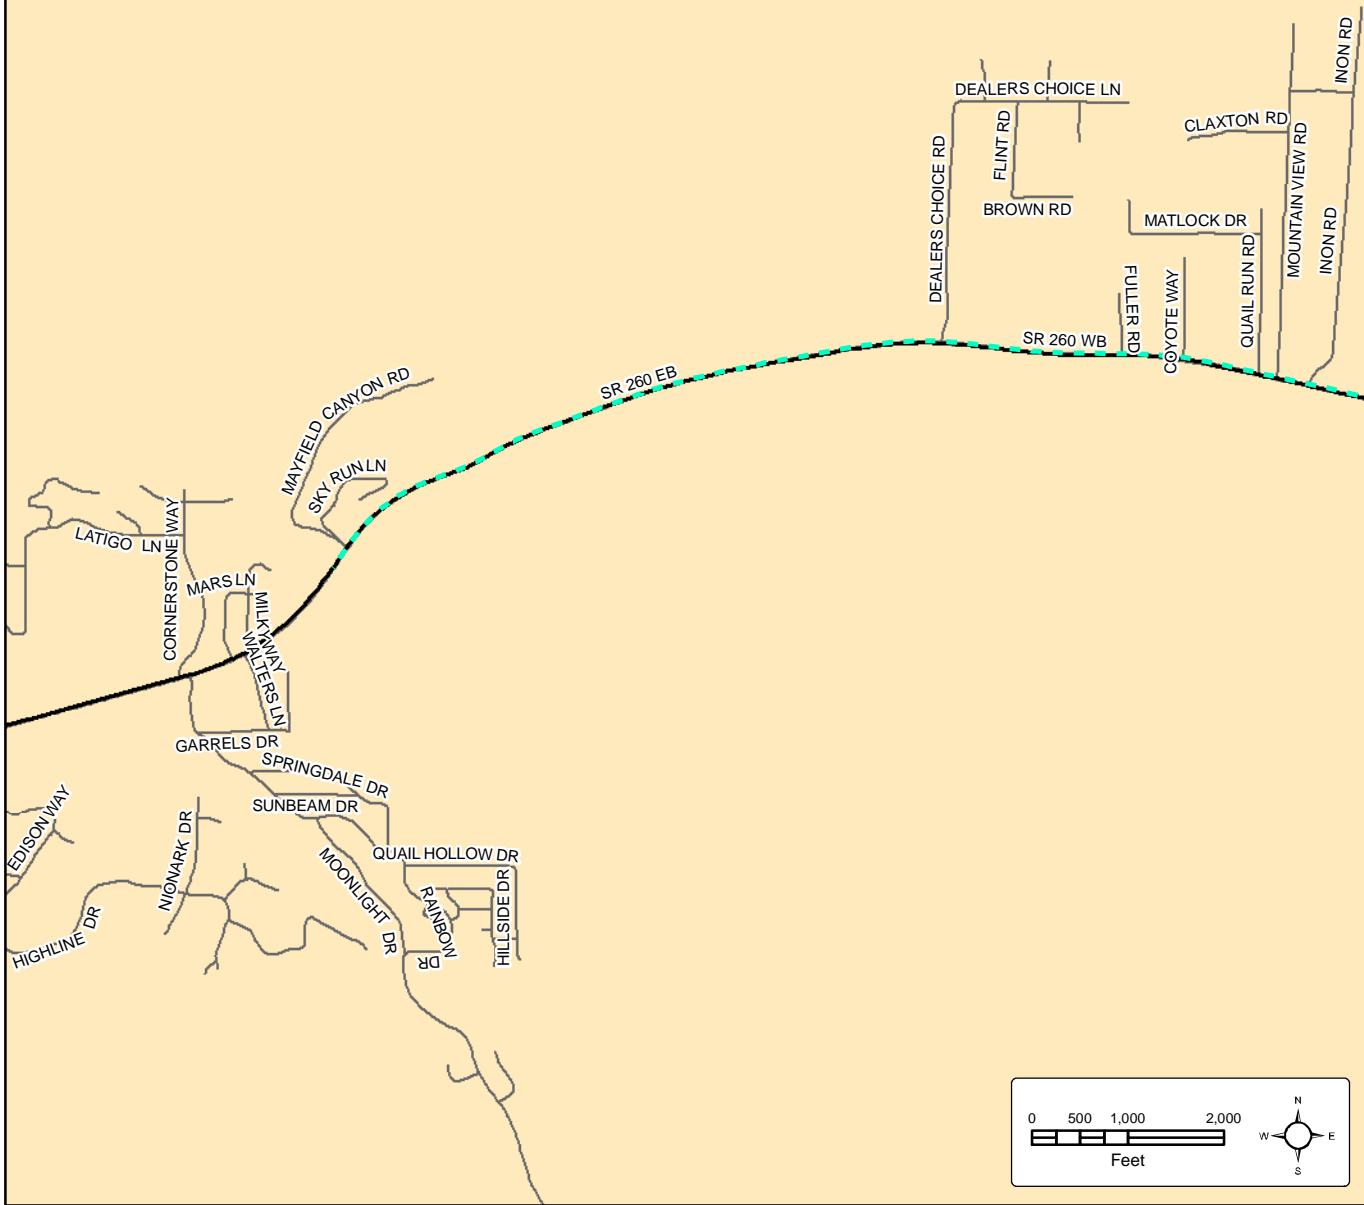 INON RD
DEALERS CHOICE LN
CLAXTON RD
FLINT RD
DEALERS CHOICE RD
MOUNTAIN VIEW RD
BROWN RD
MATLOCK DR
INON RD
QUAIL RUN RD
FULLER RD
COYOTE WAY
SR 260 WB
SR 260 EB
MAYFIELD CANYON RD
SKY RUN LN
LATIGO LN
CORNERSTONE WAY
MARS LN
MILKY WAY
WALTERS LN
GARRELS DR
SPRINGDALE DR
SUNBEAM DR
EDISON WAY
NIONARK DR
QUAIL HOLLOW DR
MOONLIGHT DR
RAINBOW DR
HILLSIDE DR
HIGHLINE DR
0 500 1,000 2,000
Feet
N
W E
S